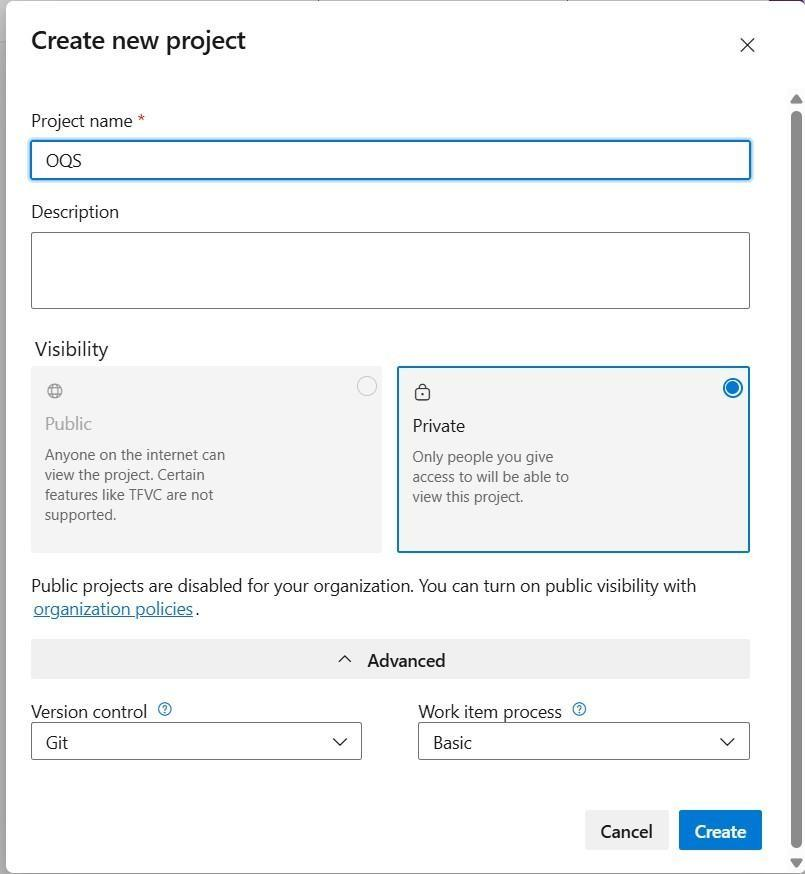 Create new project
Project name *
OQS
Description
Visibility
Public
Anyone on the internet can
view the project. Certain
features like TFVC are not
supported.
Private
Only people you give
access to will be able to
view this project.
Public projects are disabled for your organization. You can turn on public visibility with
organization policies.
Advanced
Version control ?
Git
Work item process ?
Basic
Cancel
Create